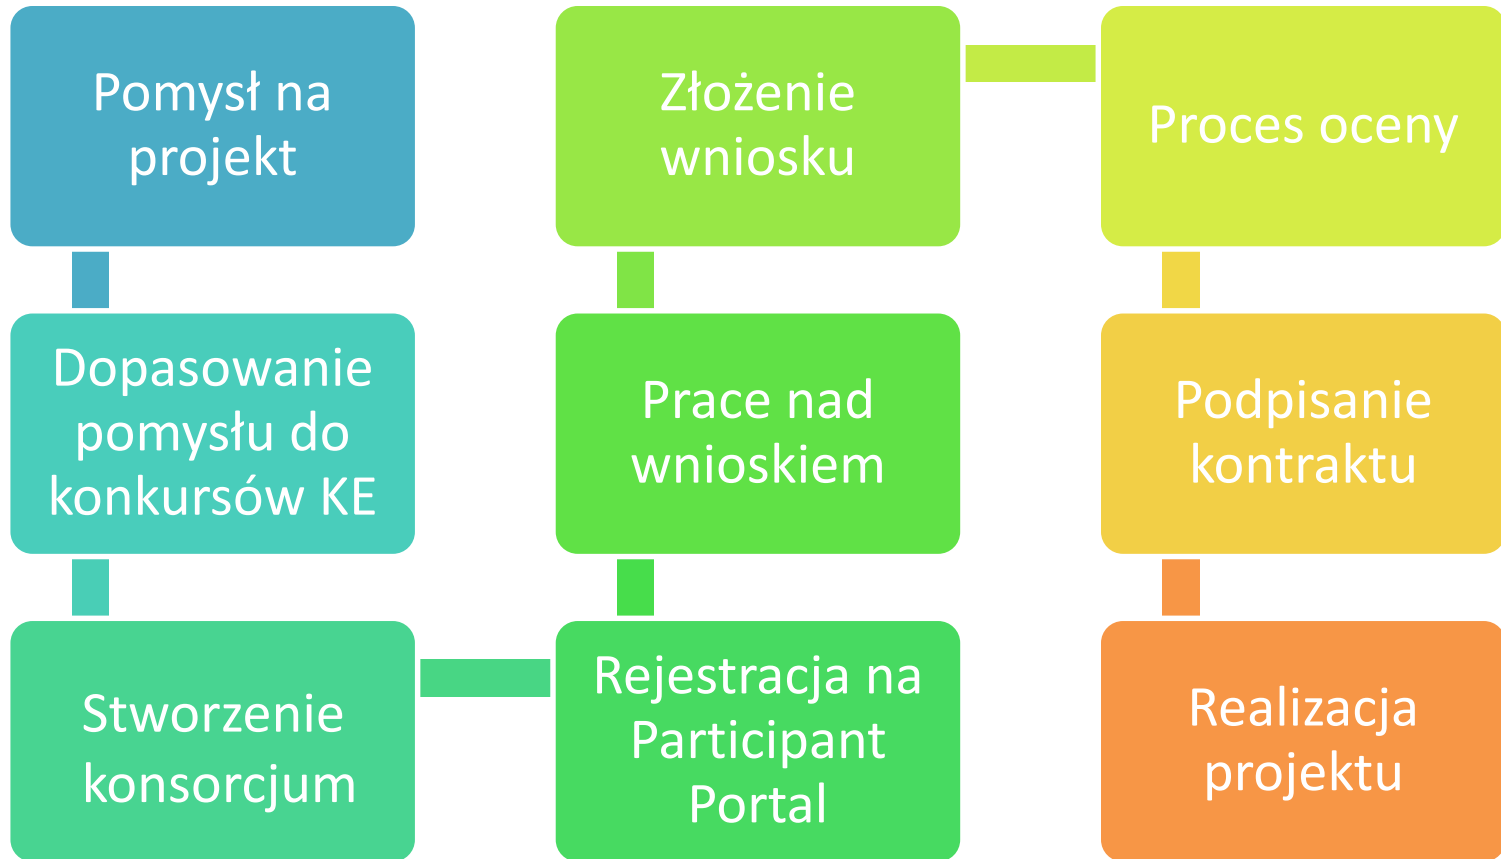 Pomysł na
projekt
Dopasowanie
pomysłu do
konkursów KE
Stworzenie
konsorcjum
Rejestracja na
Participant
Portal
Prace nad
wnioskiem
Złożenie
wniosku
Proces oceny
Podpisanie
kontraktu
Realizacja
projektu